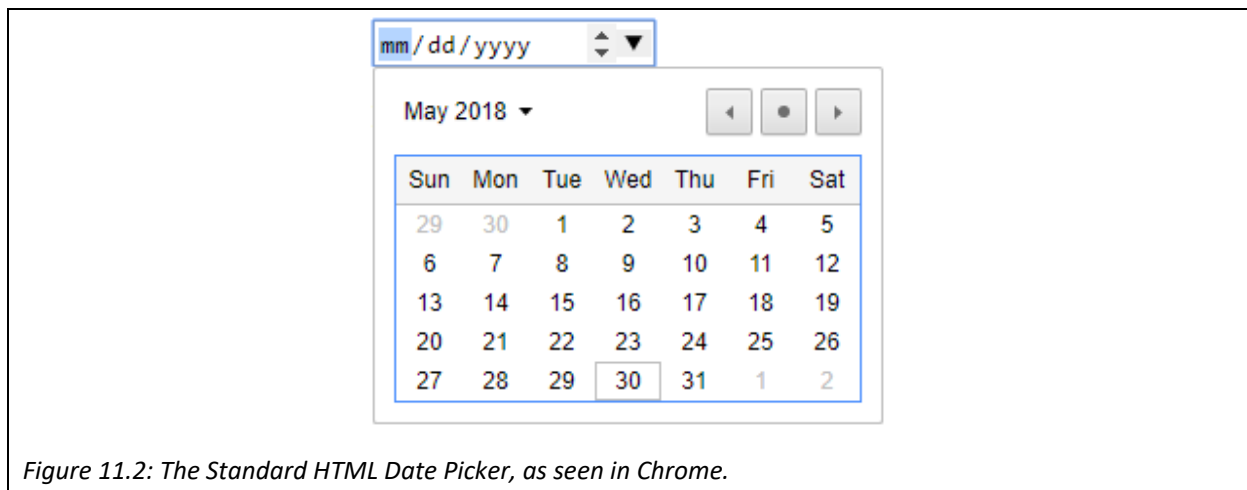 mm/dd/yyyy
May 2018
Sun Mon Tue Wed Thu Fri Sat
29 30 1 2 3 4 5
6 7 8 9 10 11 12
13 14 15 16 17 18 19
20 21 22 23 24 25 26
27 28 29 30 31 1 2
Figure 11.2: The Standard HTML Date Picker, as seen in Chrome.